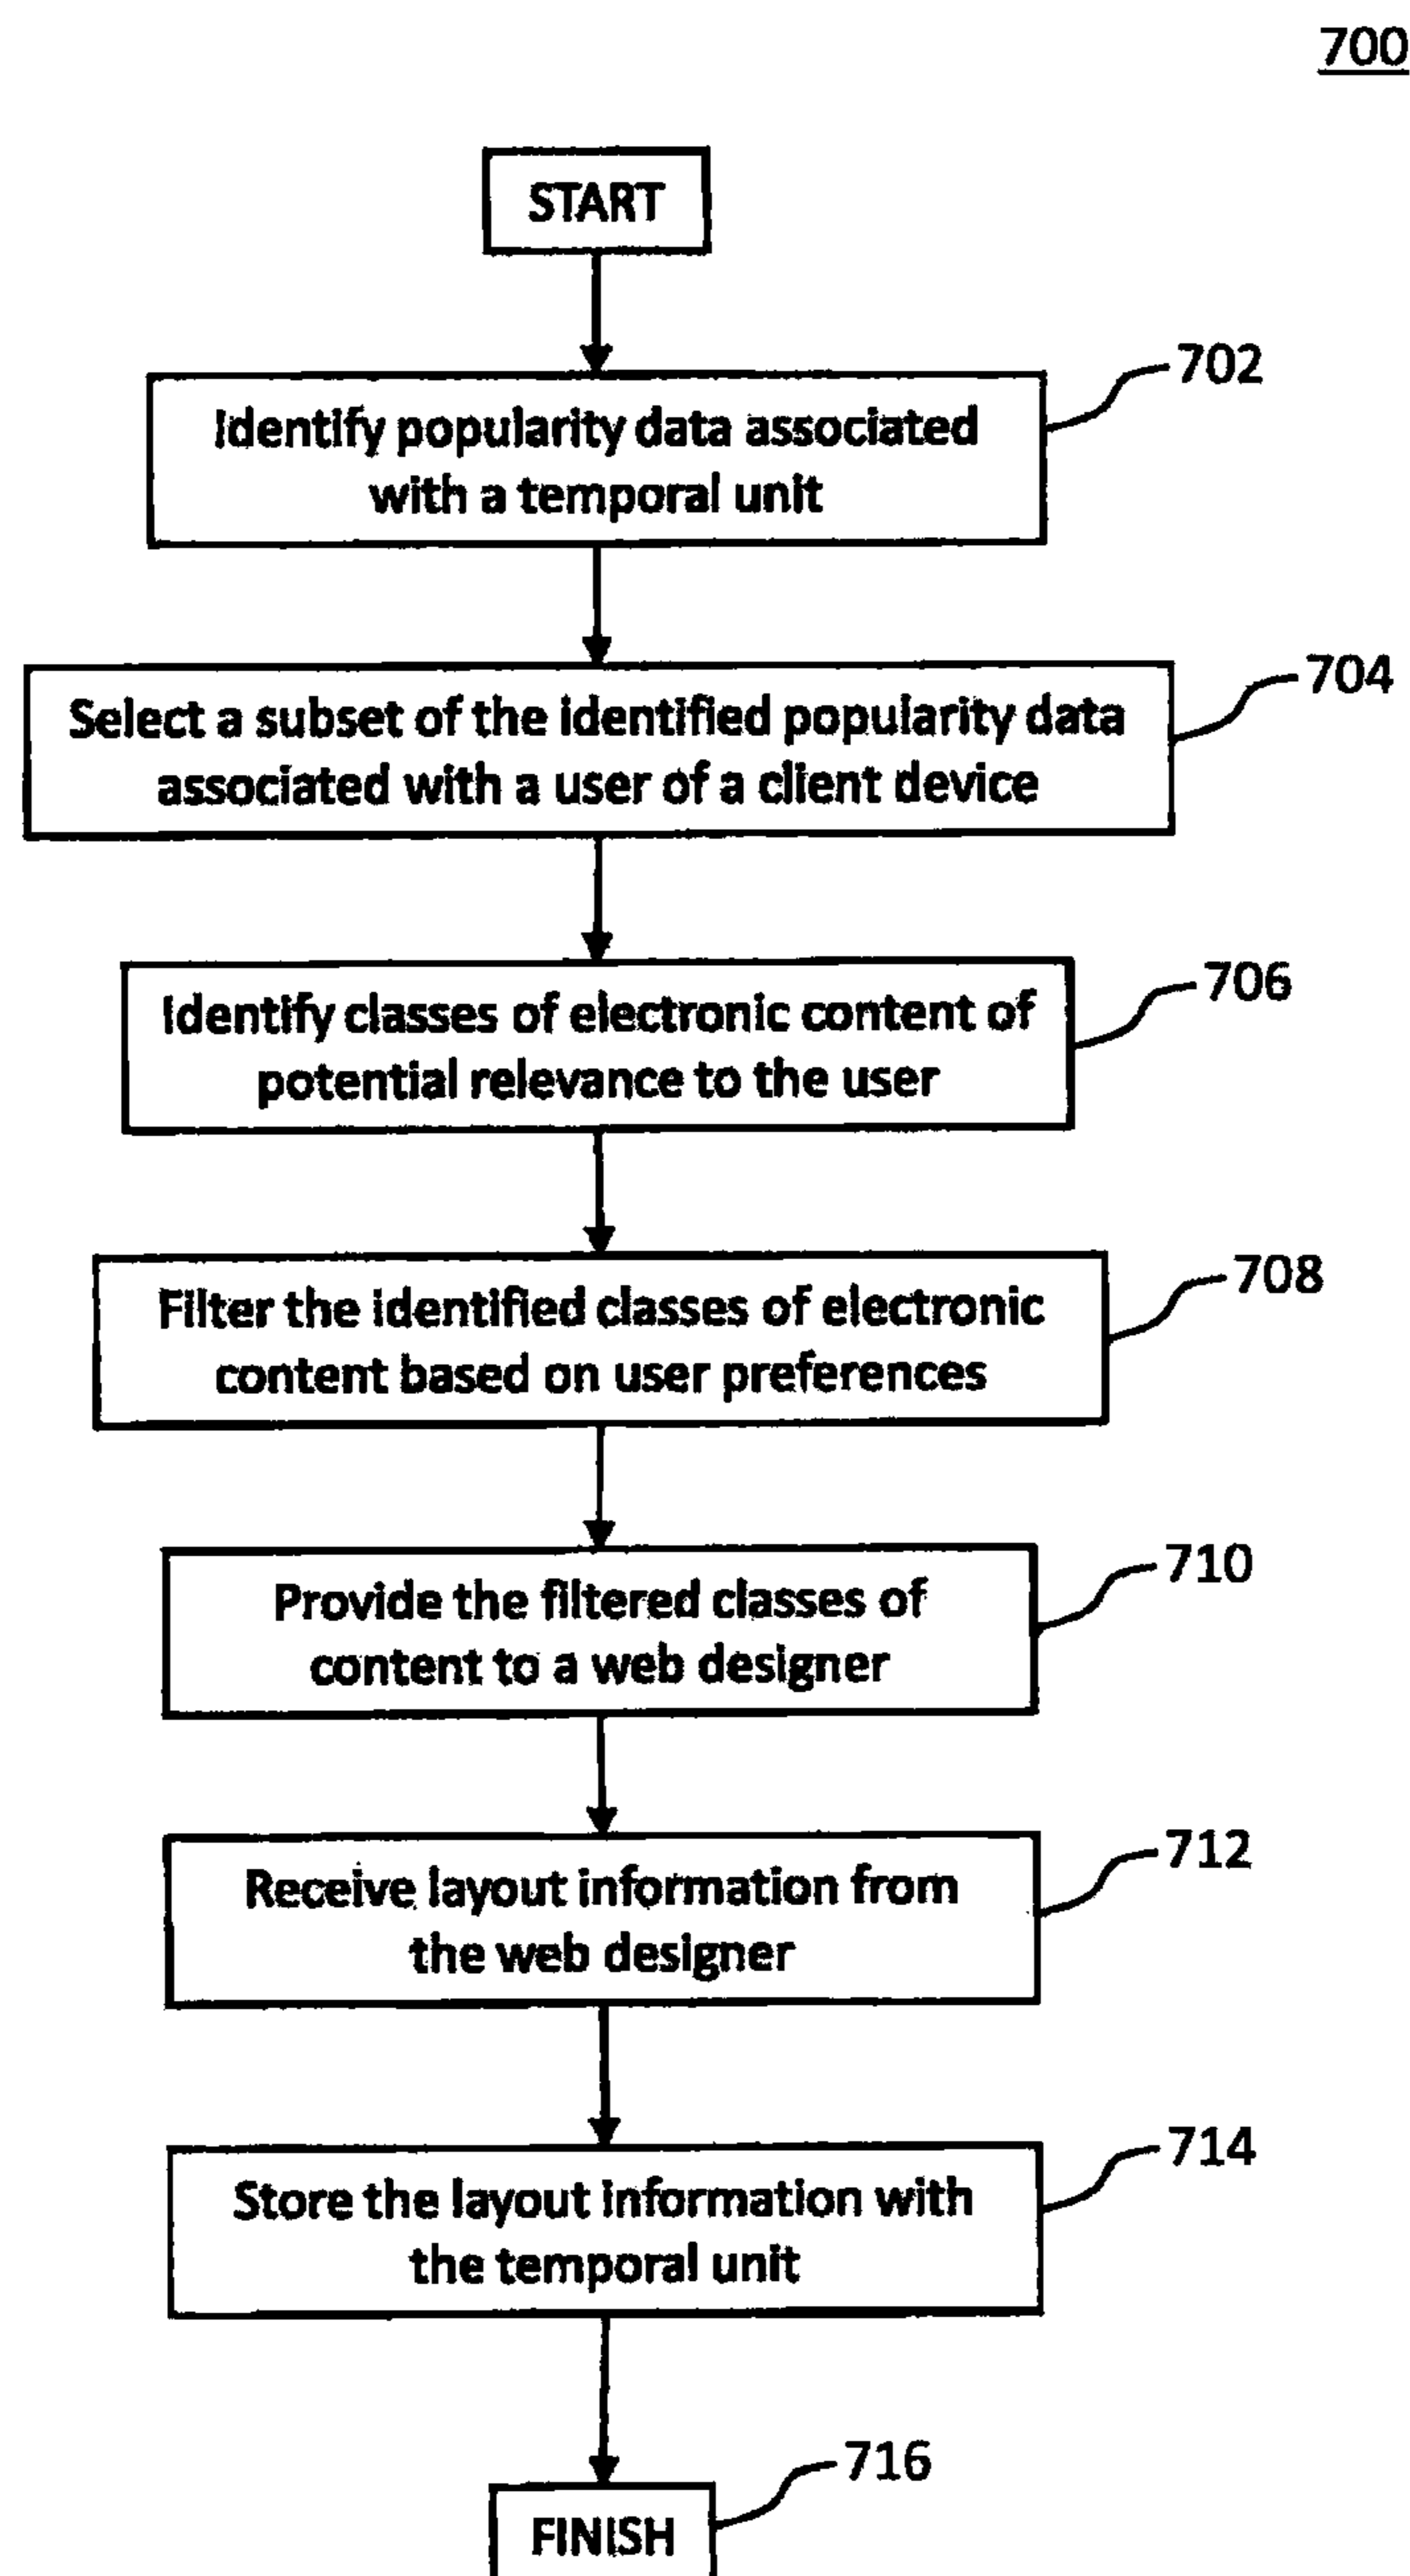 700
START
702
Identify popularity data associated
with a temporal unit
704
Select a subset of the identified popularity data
associated with a user of a client device
706
Identify classes of electronic content of
potential relevance to the user
708
Filter the identified classes of electronic
content based on user preferences
710
Provide the filtered classes of
content to a web designer
712
Receive layout information from
the web designer
714
Store the layout information with
the temporal unit
716
FINISH